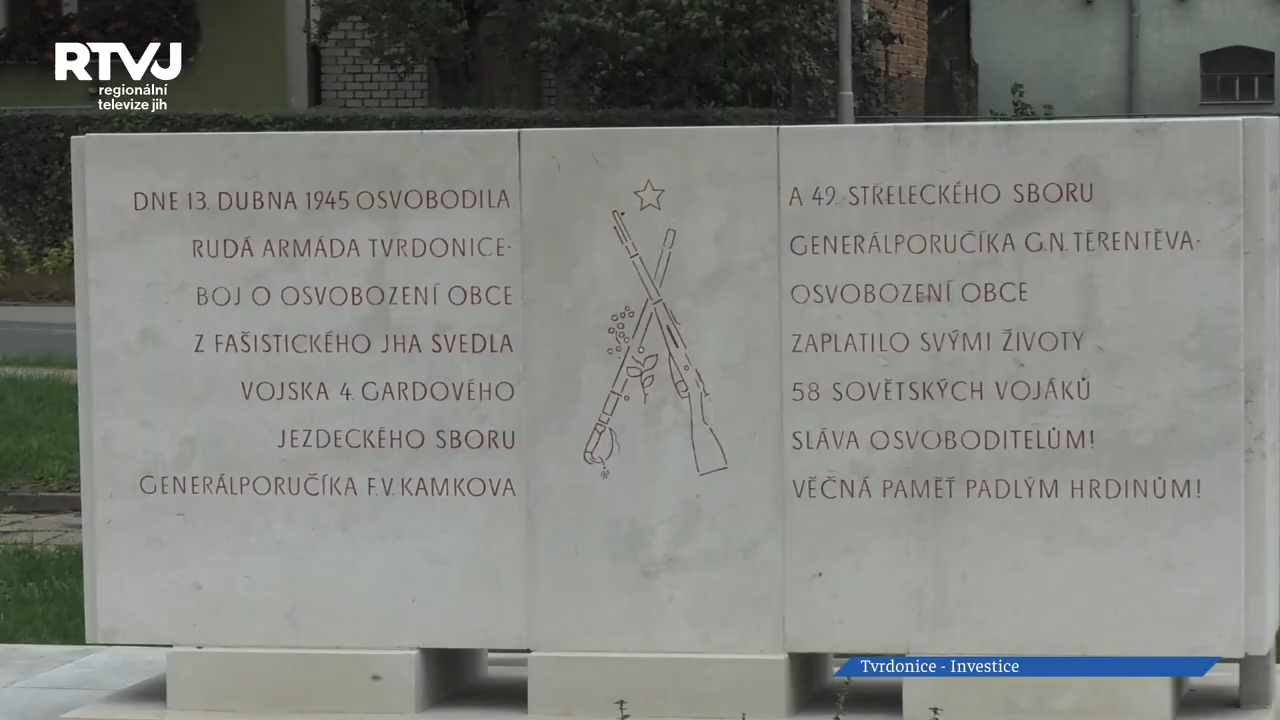 RTVJ
regionální
televize jih
DNE 13. DUBNA 1945 OSVOBODILA
RUDÁ ARMÁDA TVRDONICE·
BOJ O OSVOBOZENÍ OBCE
Z FAŠISTICKÉHO JHA SVEDLA
VOJSKA 4. GARDOVÉHO
JEZDECKÉHO SBORU
GENERÁLPORUČÍKA F.V. KAMKOVA
A 49. STŘELECKÉHO SBORU
GENERÁLPORUČÍKA G.N. TĚRENTĚVA·
OSVOBOZENÍ OBCE
ZAPLATILO SVÝMI ŽIVOTY
58 SOVĚTSKÝCH VOJÁKŮ
SLÁVA OSVOBODITELŮM!
VĚČNÁ PAMĚŤ PADLÝM HRDINŮM!
Tvrdonice - Investice